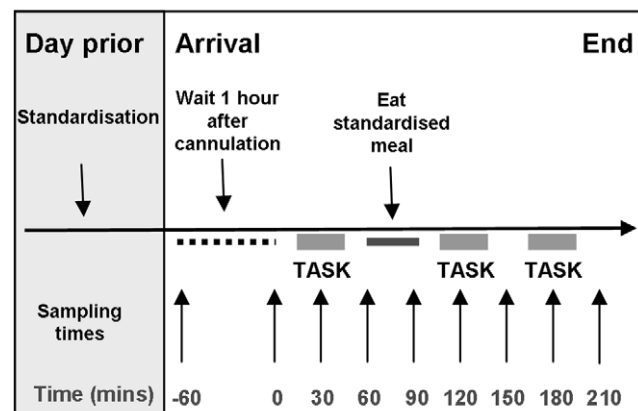 Day prior
Arrival
End
Standardisation
Wait 1 hour
after
cannulation
Eat
standardised
meal
TASK
TASK
TASK
Sampling
times
Time (mins)
-60
0
30
60
90
120
150
180
210